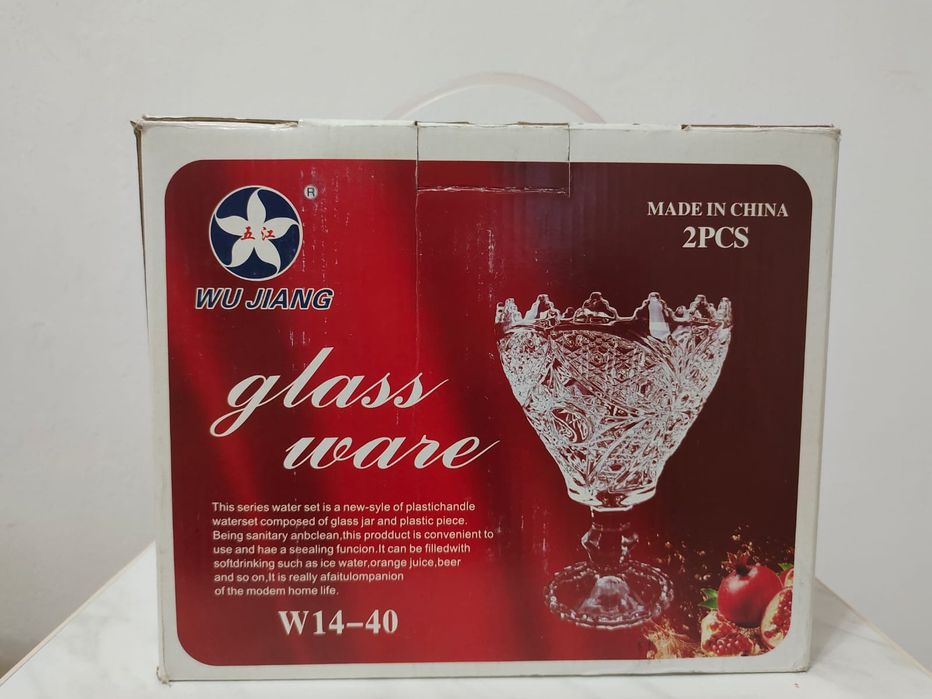 ®
五江
WU JIANG
MADE IN CHINA
2PCS
glass
ware
This series water set is a new-syle of plastichandle
waterset composed of glass jar and plastic piece.
Being sanitary anbclean,this prodduct is convenient to
use and hae a seealing funcion.It can be filledwith
softdrinking such as ice water,orange juice,beer
and so on,It is really afaitulompanion
of the modem home life.
W14-40